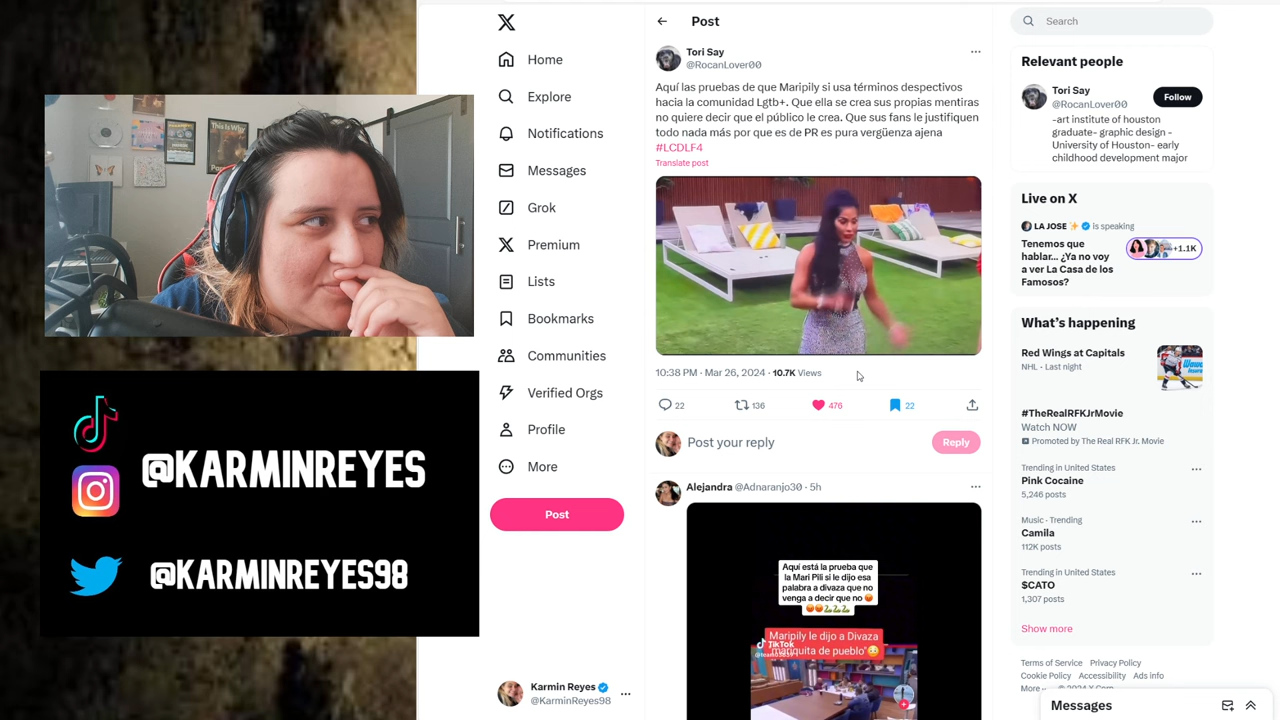 @KARMINREYES
@KARMINREYES98
Home
Explore
Notifications
Messages
Grok
Premium
Lists
Bookmarks
Communities
Verified Orgs
Profile
More
Post
Karmin Reyes
@KarminReyes98
Post
Tori Say
@RocanLover00
Aquí las pruebas de que Maripily si usa términos despectivos
hacia la comunidad Lgtb+. Que ella se crea sus propias mentiras
no quiere decir que el público le crea. Que sus fans le justifiquen
todo nada más por que es de PR es pura vergüenza ajena
#LCDLF4
Translate post
10:38 PM · Mar 26, 2024 · 10.7K Views
22
136
476
22
Post your reply
Reply
Alejandra @Adnaranjo30 · 5h
Aquí está la prueba que
la Mari Pili si le dijo esa
palabra a divaza que no
venga a decir que no
Maripily le dijo a Divaza
TikTok
Search
Relevant people
Tori Say
@RocanLover00
Follow
-art institute of houston
graduate- graphic design -
University of Houston- early
childhood development major
Live on X
LA JOSE is speaking
Tenemos que
hablar... ¿Ya no voy
a ver La Casa de los
Famosos?
+1.1K
What's happening
Red Wings at Capitals
NHL · Last night
#TheRealRFKJrMovie
Watch NOW
Promoted by The Real RFK Jr. Movie
Trending in United States
Pink Cocaine
5,246 posts
Music · Trending
Camila
112K posts
Trending in United States
$CATO
1,307 posts
Show more
Terms of Service Privacy Policy
Cookie Policy Accessibility Ads info
More
Messages